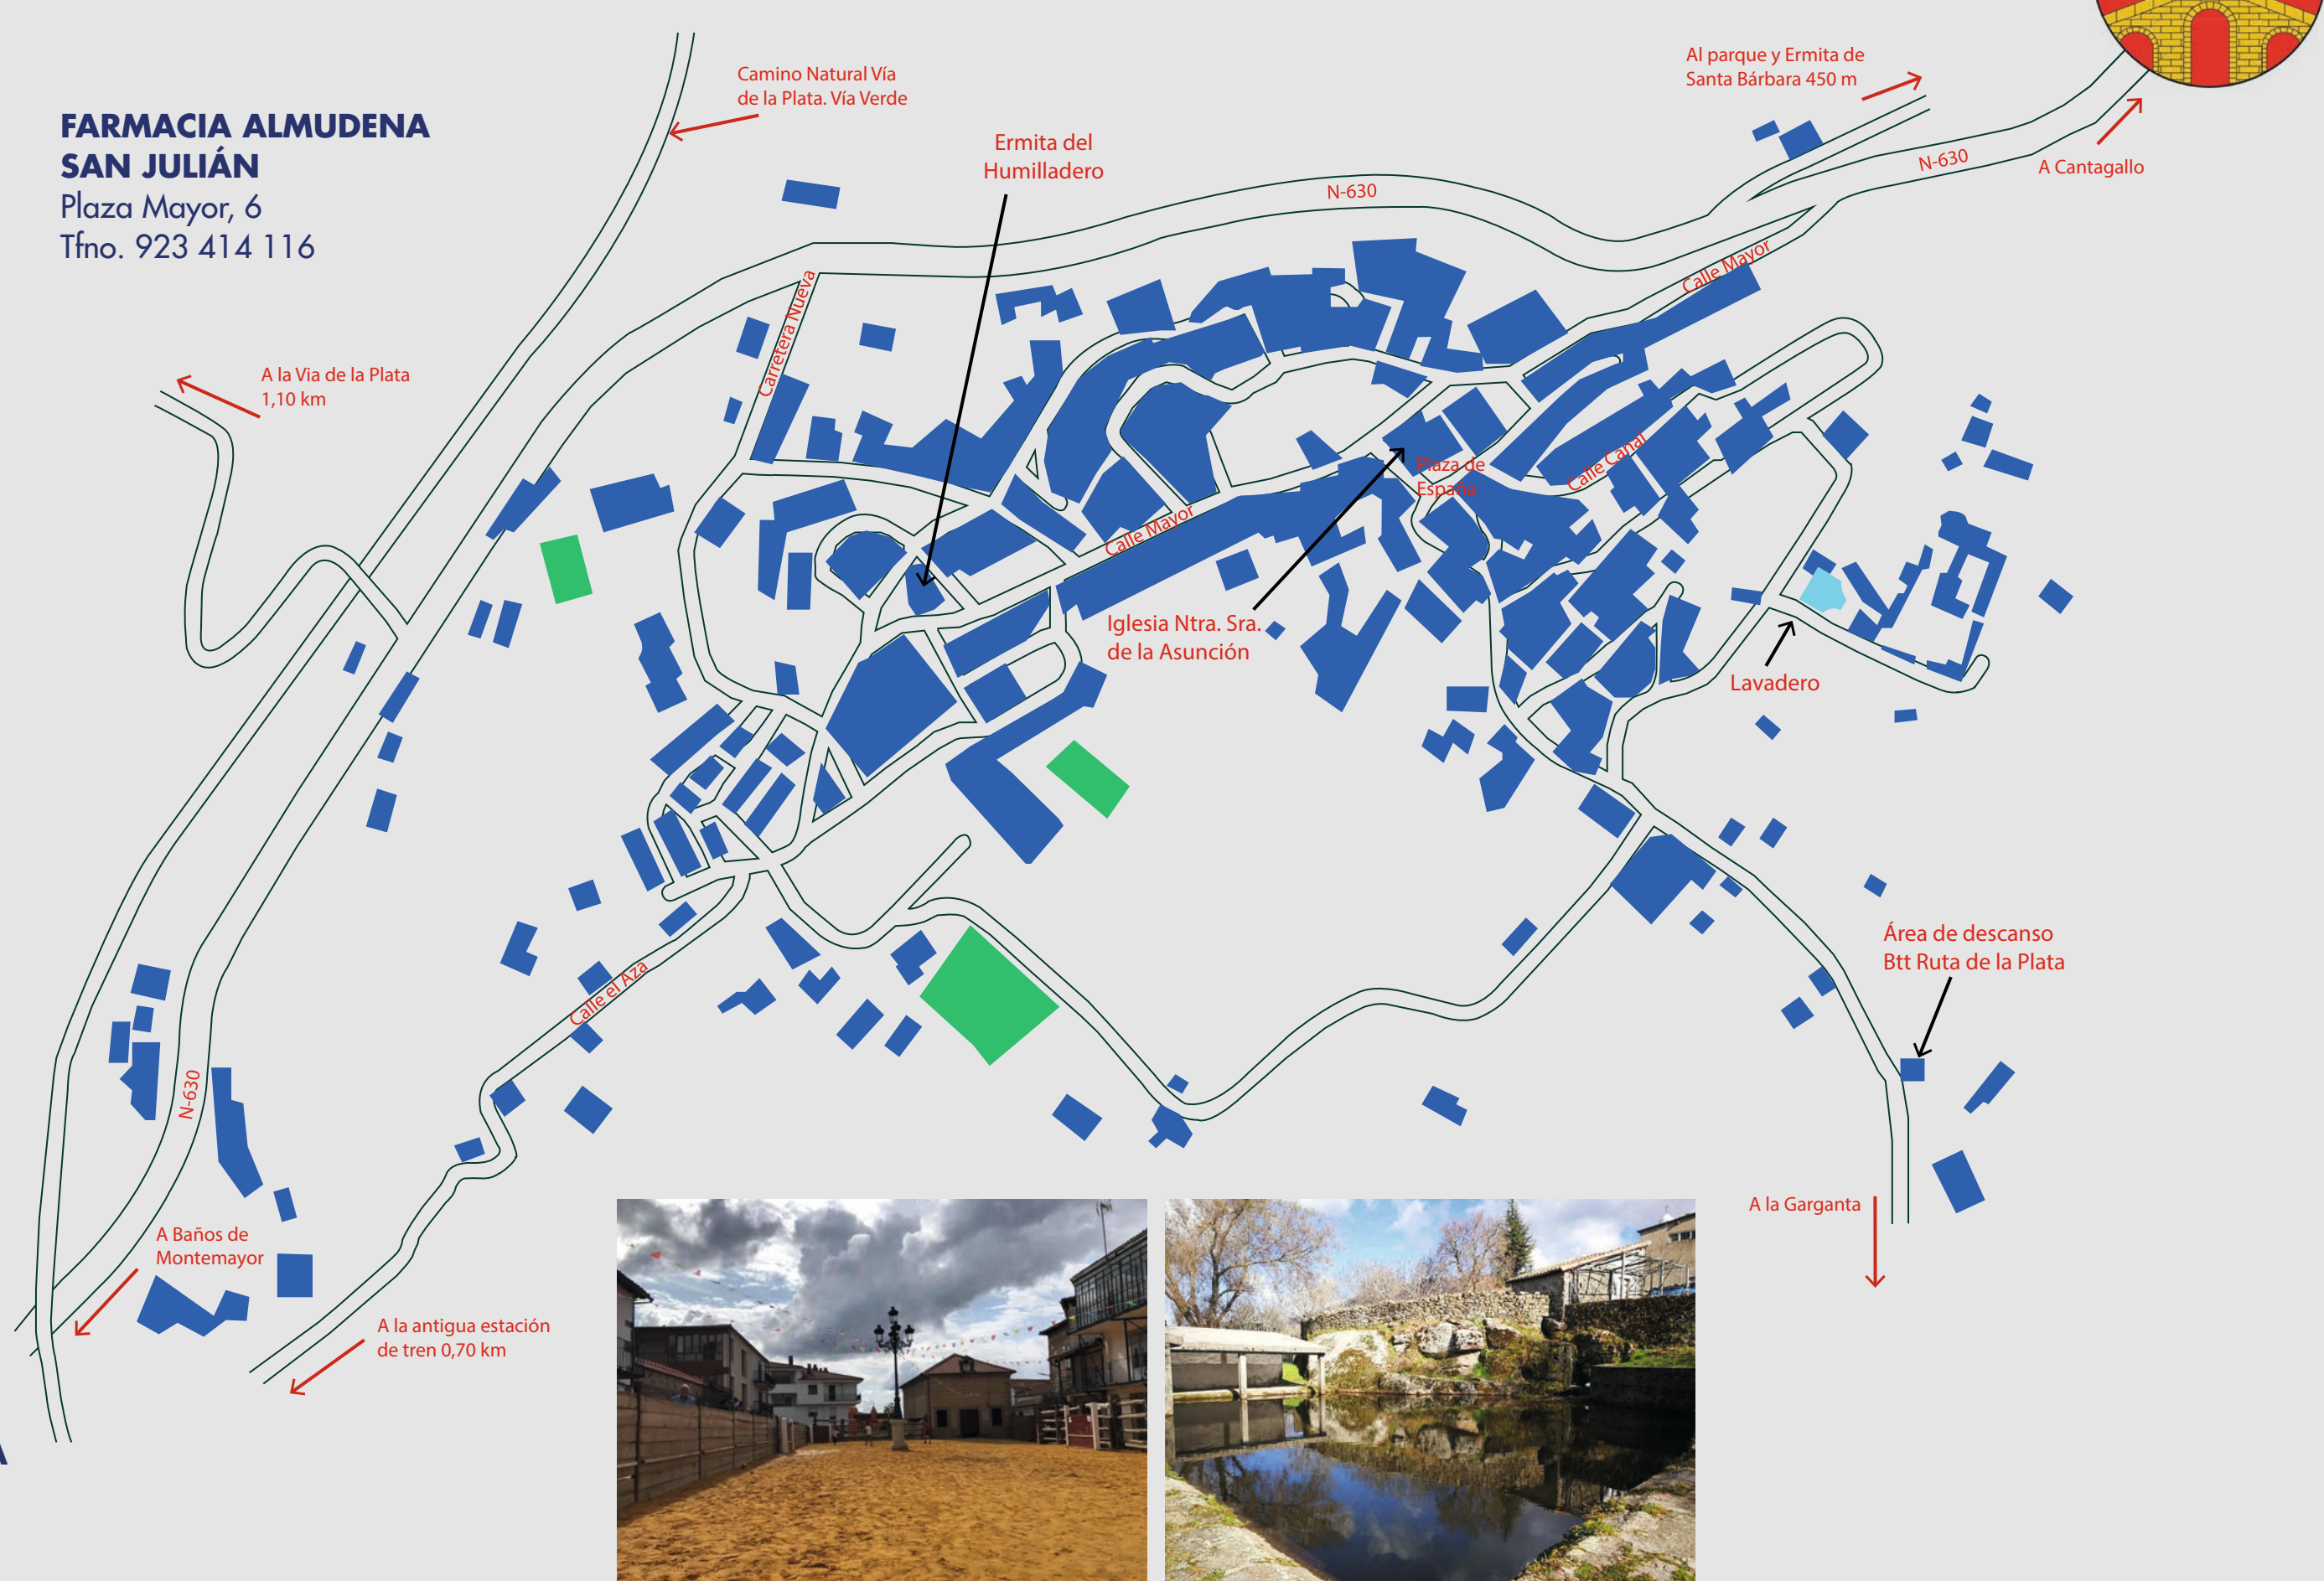 FARMACIA ALMUDENA
SAN JULIÁN
Plaza Mayor, 6
Tfno. 923 414 116
Camino Natural Vía
de la Plata. Vía Verde
Ermita del
Humilladero
Al parque y Ermita de
Santa Bárbara 450 m
N-630
A Cantagallo
N-630
Calle Mayor
Carretera Nueva
A la Via de la Plata
1,10 km
Calle Canal
Plaza de
España
Calle Mayor
Iglesia Ntra. Sra.
de la Asunción
Lavadero
Área de descanso
Btt Ruta de la Plata
Calle el Aza
N-630
A la Garganta
A Baños de
Montemayor
A la antigua estación
de tren 0,70 km